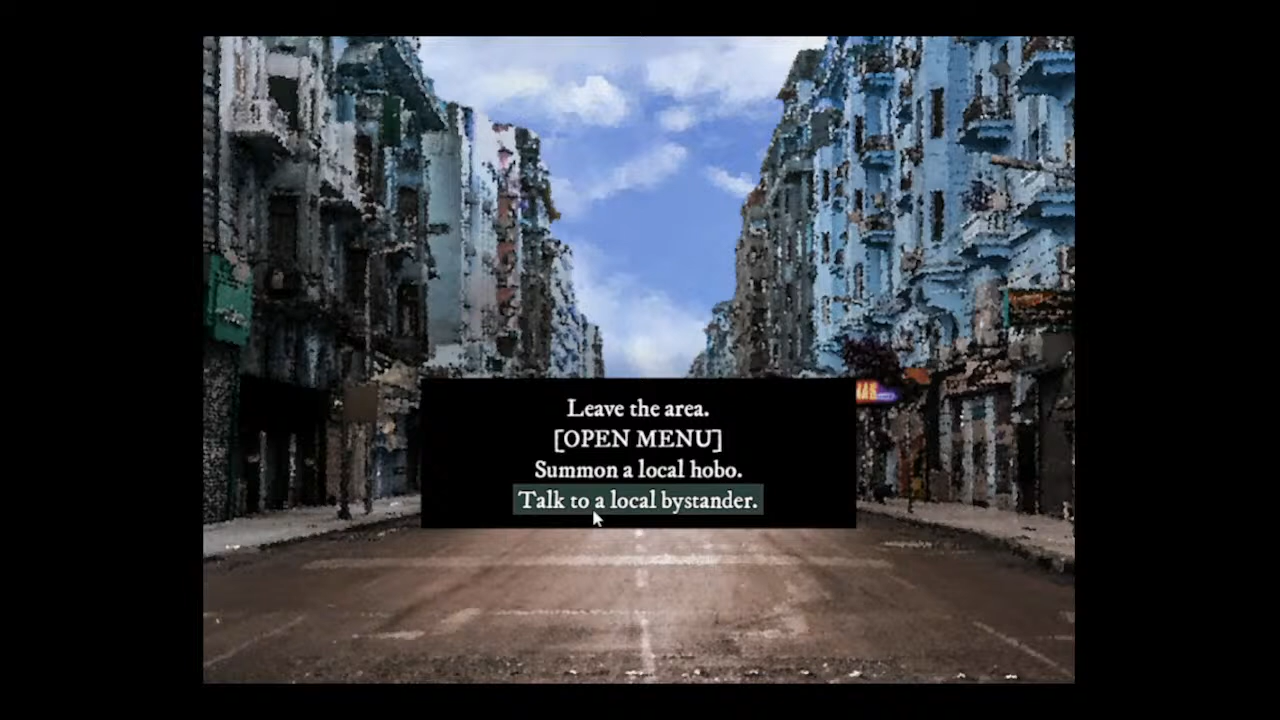 Leave the area.
[OPEN MENU]
Summon a local hobo.
Talk to a local bystander.